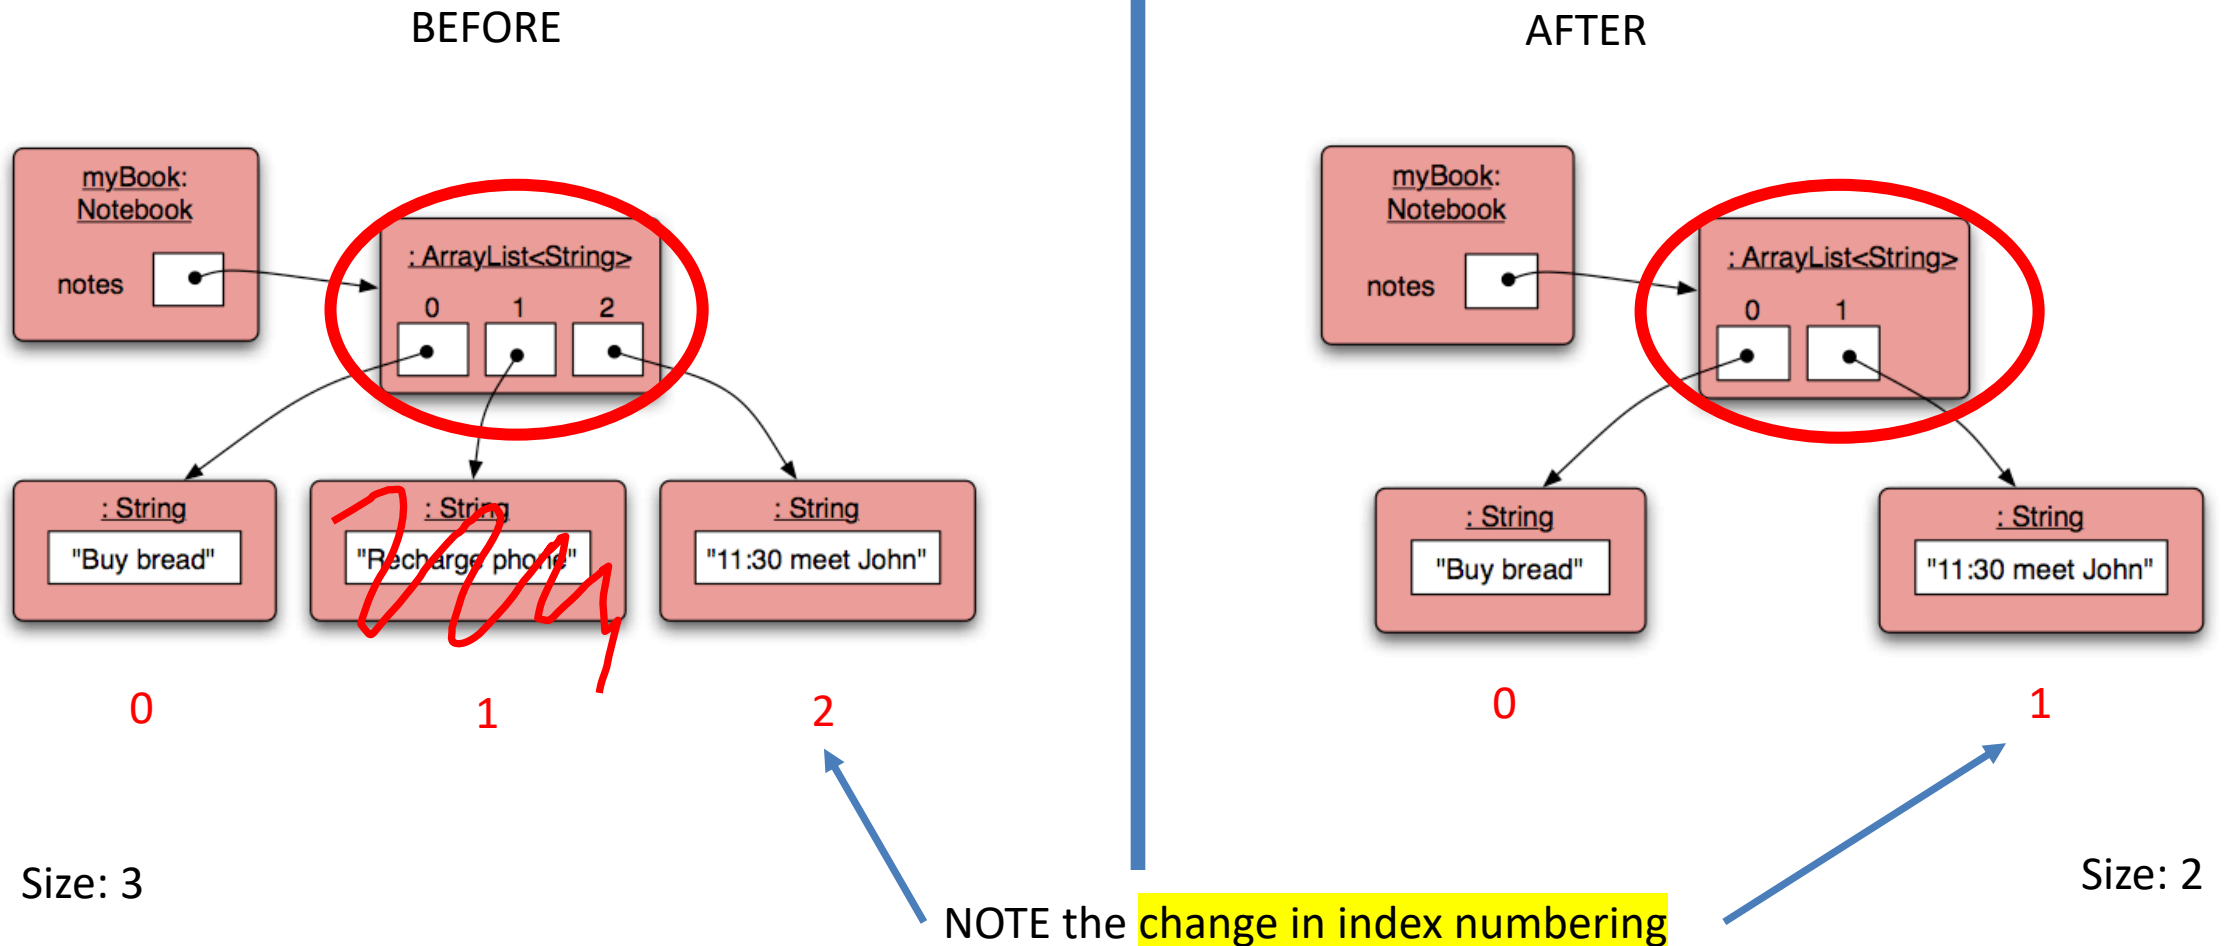 BEFORE
myBook:
Notebook
notes
: ArrayList<String>
0 1 2
: String
"Buy bread"
: String
"Recharge phone"
: String
"11:30 meet John"
0 1 2
Size: 3
AFTER
myBook:
Notebook
notes
: ArrayList<String>
0 1
: String
"Buy bread"
: String
"11:30 meet John"
0 1
Size: 2
NOTE the change in index numbering